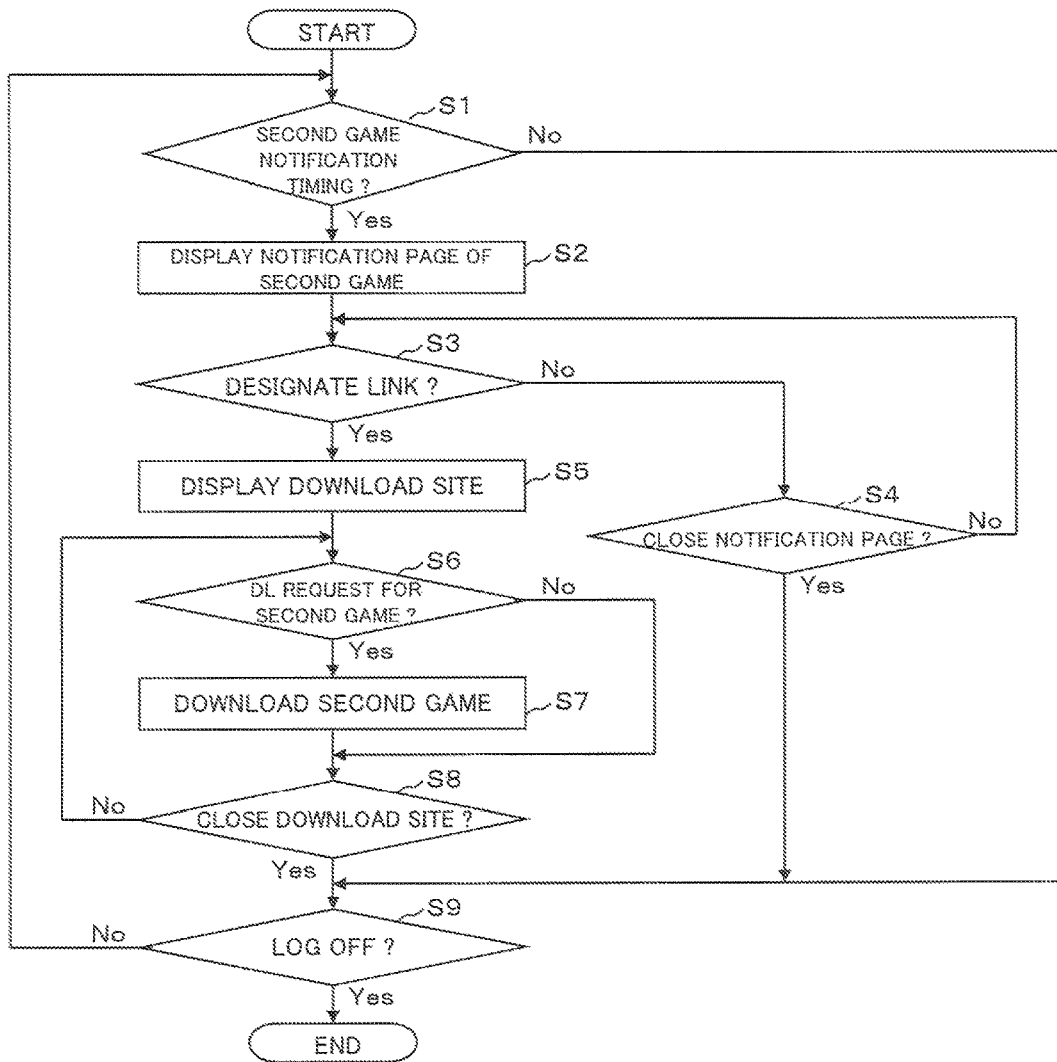 START
S1
SECOND GAME
NOTIFICATION
TIMING ?
No
Yes
DISPLAY NOTIFICATION PAGE OF
SECOND GAME
S2
S3
DESIGNATE LINK ?
No
Yes
DISPLAY DOWNLOAD SITE
S5
S4
CLOSE NOTIFICATION PAGE ?
No
Yes
S6
DL REQUEST FOR
SECOND GAME ?
No
Yes
DOWNLOAD SECOND GAME
S7
S8
CLOSE DOWNLOAD SITE ?
No
Yes
S9
LOG OFF ?
No
Yes
END